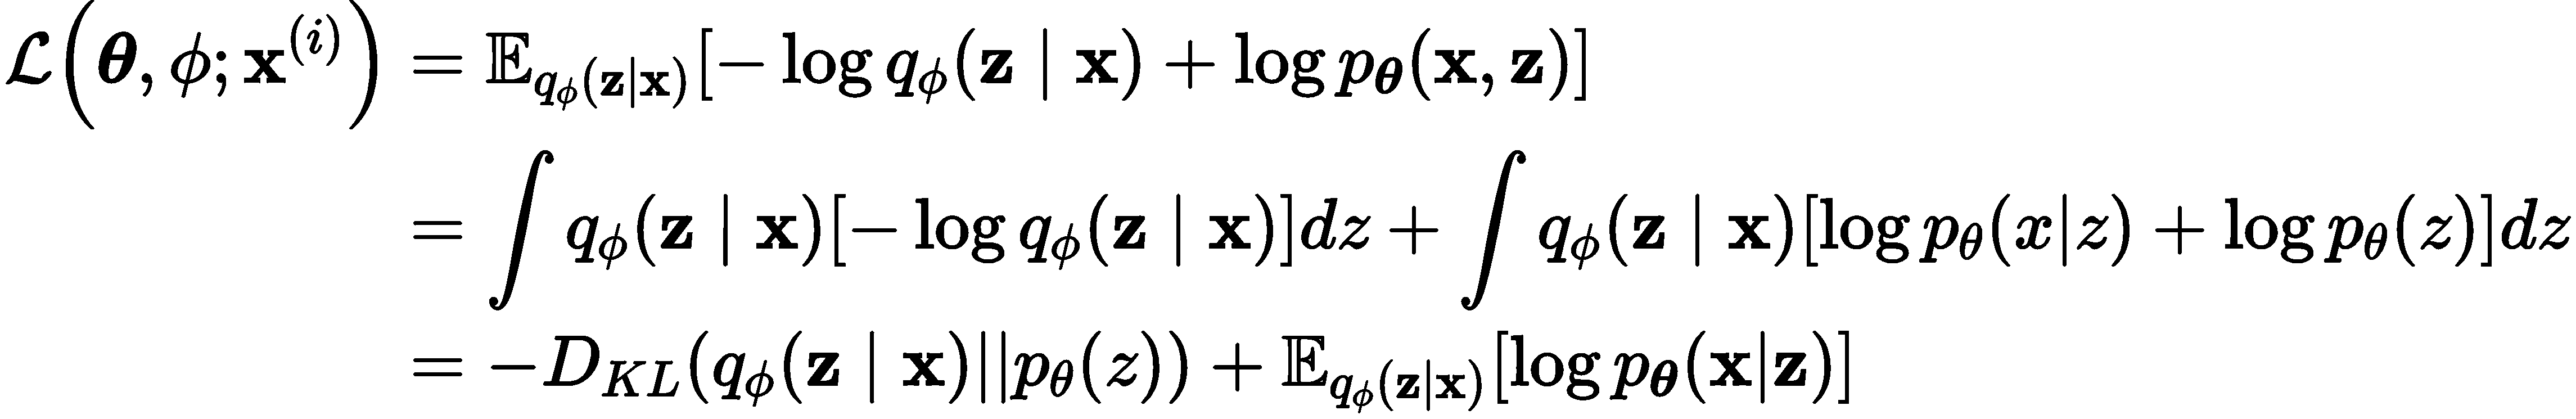 𝓛(𝜽, ϕ; 𝐱⁽ⁱ⁾) = 𝔼_{q_ϕ(𝐳|𝐱)}[− log q_ϕ(𝐳 | 𝐱) + log p_𝜽(𝐱, 𝐳)]
= ∫ q_ϕ(𝐳 | 𝐱)[− log q_ϕ(𝐳 | 𝐱)]dz + ∫ q_ϕ(𝐳 | 𝐱)[log p_θ(x|z) + log p_θ(z)]dz
= −D_{KL}(q_ϕ(𝐳 | 𝐱)||p_θ(z)) + 𝔼_{q_ϕ(𝐳|𝐱)}[log p_𝜽(𝐱|𝐳)]